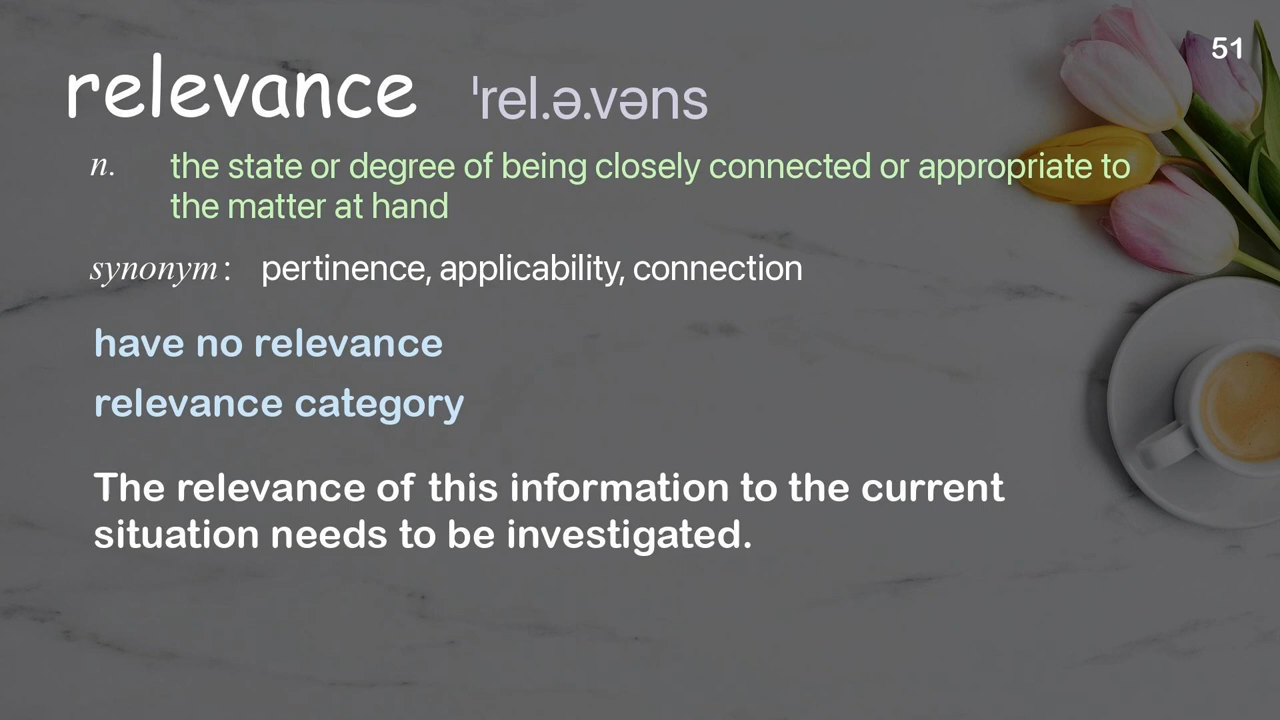 51
relevance ˈrel.ə.vəns
n. the state or degree of being closely connected or appropriate to
the matter at hand
synonym: pertinence, applicability, connection
have no relevance
relevance category
The relevance of this information to the current
situation needs to be investigated.